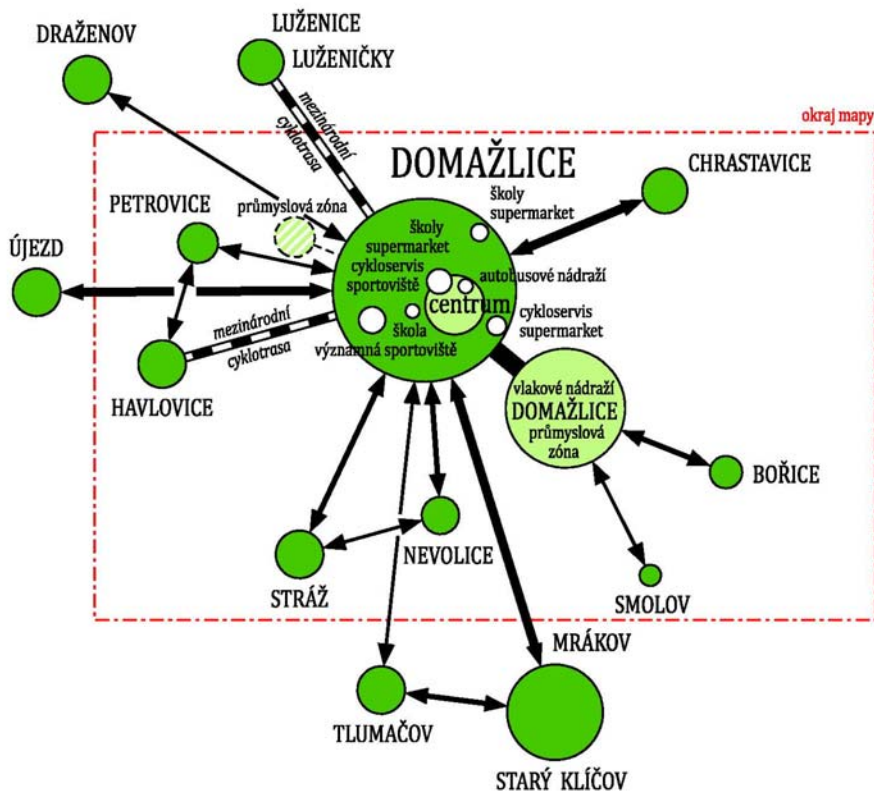 LUŽENICE
LUŽENIČKY
DRAŽENOV
okraj mapy
mezinárodní
cyklotrasa
DOMAŽLICE
CHRASTAVICE
školy
supermarket
PETROVICE
průmyslová zóna
školy
supermarket
cykloservis
sportoviště
autobusové nádraží
ÚJEZD
centrum
cykloservis
supermarket
mezinárodní
cyklotrasa
škola
významná sportoviště
HAVLOVICE
vlakové nádraží
DOMAŽLICE
průmyslová
zóna
BOŘICE
NEVOLICE
STRÁŽ
SMOLOV
MRÁKOV
TLUMAČOV
STARÝ KLÍČOV